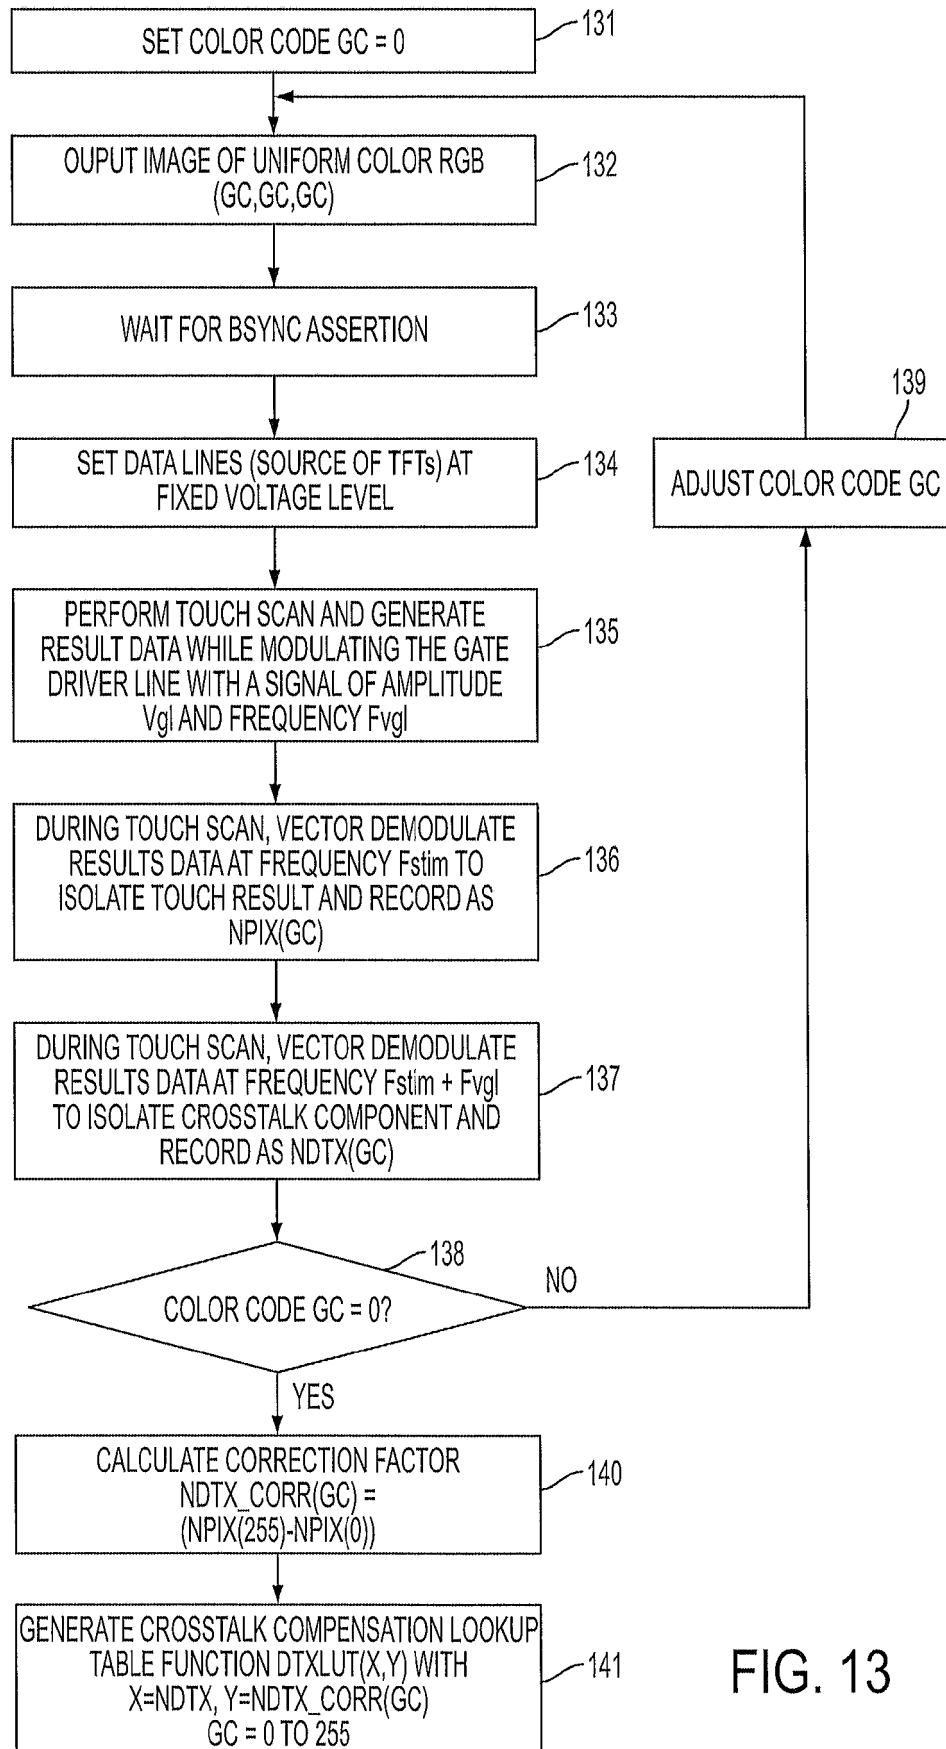 SET COLOR CODE GC = 0
131
OUPUT IMAGE OF UNIFORM COLOR RGB
(GC,GC,GC)
132
WAIT FOR BSYNC ASSERTION
133
139
SET DATA LINES (SOURCE OF TFTs) AT
FIXED VOLTAGE LEVEL
134
ADJUST COLOR CODE GC
PERFORM TOUCH SCAN AND GENERATE
RESULT DATA WHILE MODULATING THE GATE
DRIVER LINE WITH A SIGNAL OF AMPLITUDE
Vgl AND FREQUENCY Fvgl
135
DURING TOUCH SCAN, VECTOR DEMODULATE
RESULTS DATA AT FREQUENCY Fstim TO
ISOLATE TOUCH RESULT AND RECORD AS
NPIX(GC)
136
DURING TOUCH SCAN, VECTOR DEMODULATE
RESULTS DATA AT FREQUENCY Fstim + Fvgl
TO ISOLATE CROSSTALK COMPONENT AND
RECORD AS NDTX(GC)
137
138
COLOR CODE GC = 0?
NO
YES
CALCULATE CORRECTION FACTOR
NDTX_CORR(GC) =
(NPIX(255)-NPIX(0))
140
GENERATE CROSSTALK COMPENSATION LOOKUP
TABLE FUNCTION DTXLUT(X,Y) WITH
X=NDTX, Y=NDTX_CORR(GC)
GC = 0 TO 255
141
FIG. 13